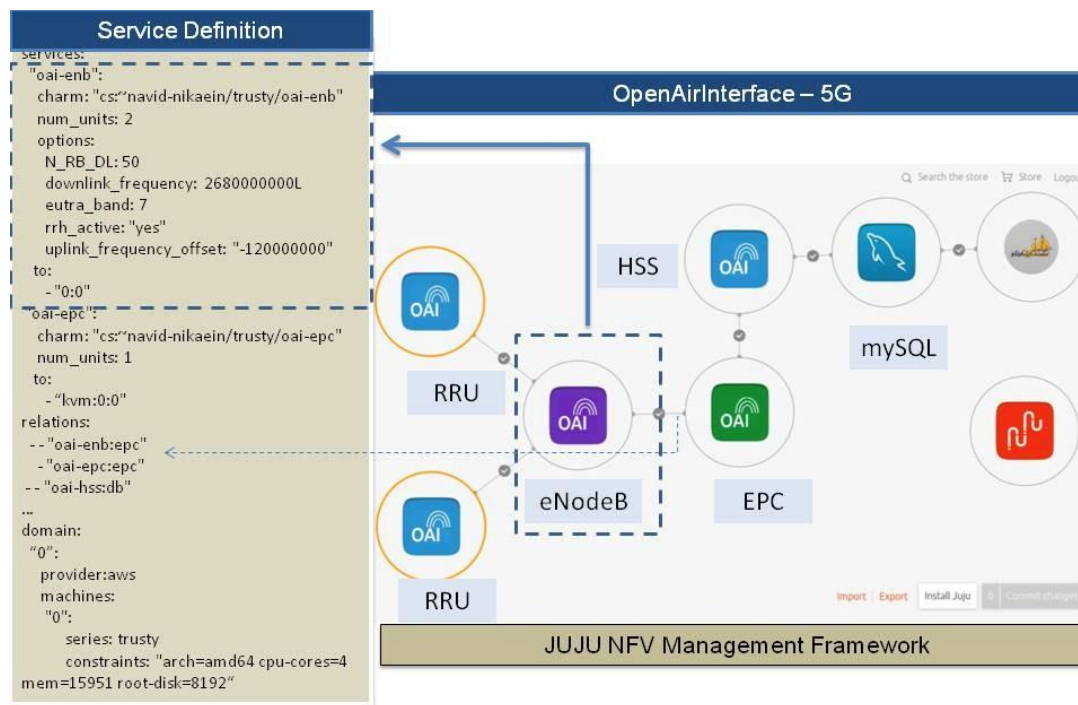 Service Definition
services:
"oai-enb":
charm: "cs:~navid-nikaein/trusty/oai-enb"
num_units: 2
options:
N_RB_DL: 50
downlink_frequency: 2680000000L
eutra_band: 7
rrh_active: "yes"
uplink_frequency_offset: "-120000000"
to:
- "0:0"
"oai-epc":
charm: "cs:~navid-nikaein/trusty/oai-epc"
num_units: 1
to:
- "kvm:0:0"
relations:
- - "oai-enb:epc"
- "oai-epc:epc"
- - "oai-hss:db"
...
domain:
"0":
provider:aws
machines:
"0":
series: trusty
constraints: "arch=amd64 cpu-cores=4
mem=15951 root-disk=8192"
OpenAirInterface – 5G
Search the store Store Logou
OAI
HSS
OAI
mySQL
RRU
OAI
eNodeB
OAI
EPC
OAI
RRU
Import Export Install Juju 0 Commit changes
JUJU NFV Management Framework